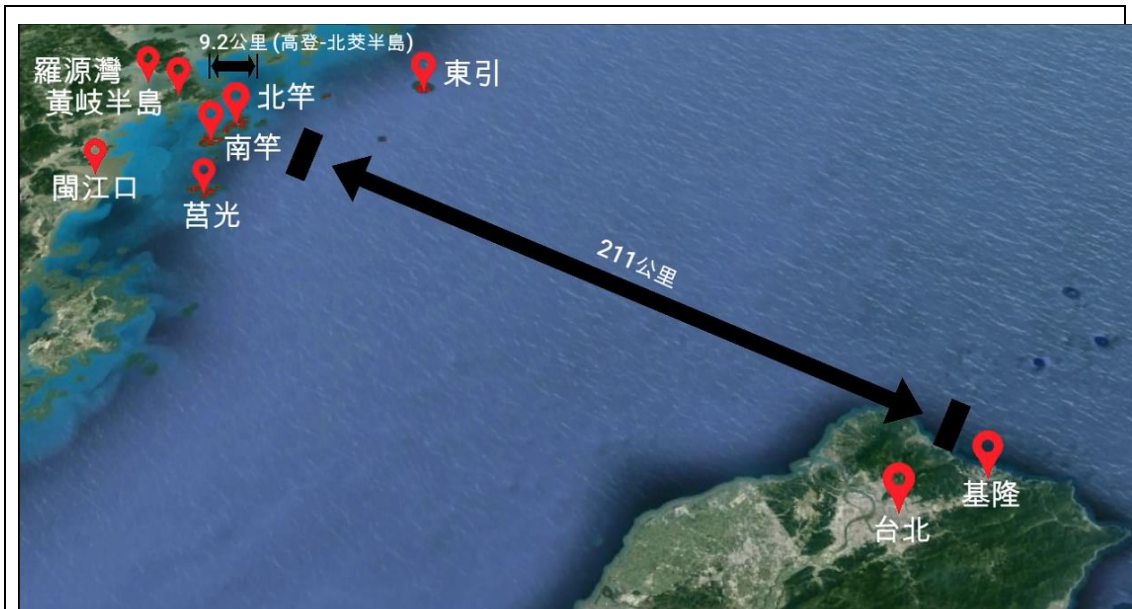 9.2公里 (高登-北茭半島)
羅源灣
東引
黃岐半島
北竿
南竿
閩江口
莒光
211公里
基隆
台北